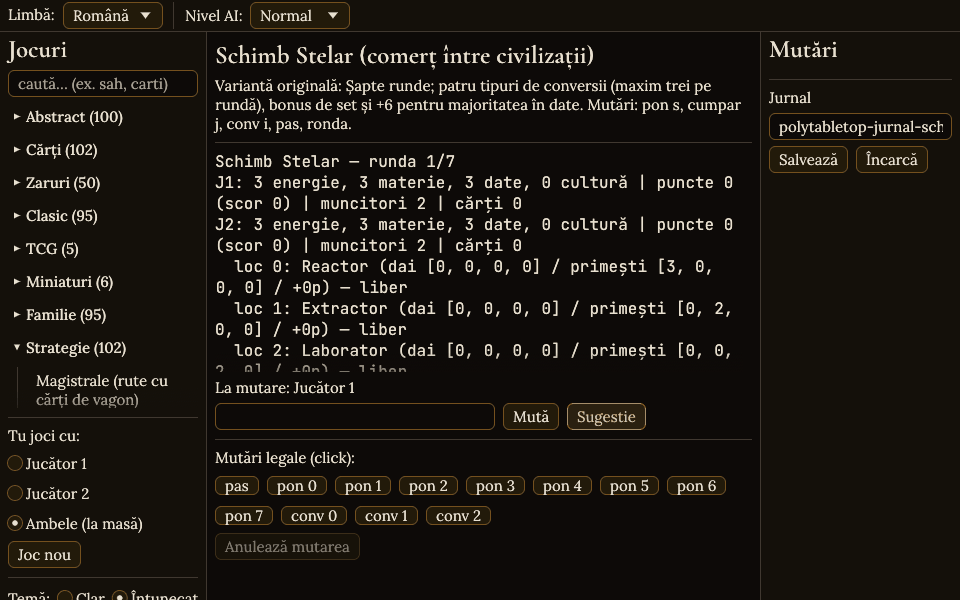 Limbă: Română ▼ Nivel AI: Normal ▼
Jocuri
caută... (ex. sah, carti)
▸ Abstract (100)
▸ Cărți (102)
▸ Zaruri (50)
▸ Clasic (95)
▸ TCG (5)
▸ Miniaturi (6)
▸ Familie (95)
▾ Strategie (102)
Magistrale (rute cu
cărți de vagon)
Tu joci cu:
Jucător 1
Jucător 2
Ambele (la masă)
Joc nou
Temă: Clar Întunecat
Schimb Stelar (comerț între civilizații)
Variantă originală: Șapte runde; patru tipuri de conversii (maxim trei pe
rundă), bonus de set și +6 pentru majoritatea în date. Mutări: pon s, cumpar
j, conv i, pas, ronda.
Schimb Stelar — runda 1/7
J1: 3 energie, 3 materie, 3 date, 0 cultură | puncte 0
(scor 0) | muncitori 2 | cărți 0
J2: 3 energie, 3 materie, 3 date, 0 cultură | puncte 0
(scor 0) | muncitori 2 | cărți 0
loc 0: Reactor (dai [0, 0, 0, 0] / primești [3, 0,
0, 0] / +0p) — liber
loc 1: Extractor (dai [0, 0, 0, 0] / primești [0, 2,
0, 0] / +0p) — liber
loc 2: Laborator (dai [0, 0, 0, 0] / primești [0, 0,
2, 0] / +0p) — liber
La mutare: Jucător 1
Mută Sugestie
Mutări legale (click):
pas pon 0 pon 1 pon 2 pon 3 pon 4 pon 5 pon 6
pon 7 conv 0 conv 1 conv 2
Anulează mutarea
Mutări
Jurnal
polytabletop-jurnal-sch
Salvează Încarcă